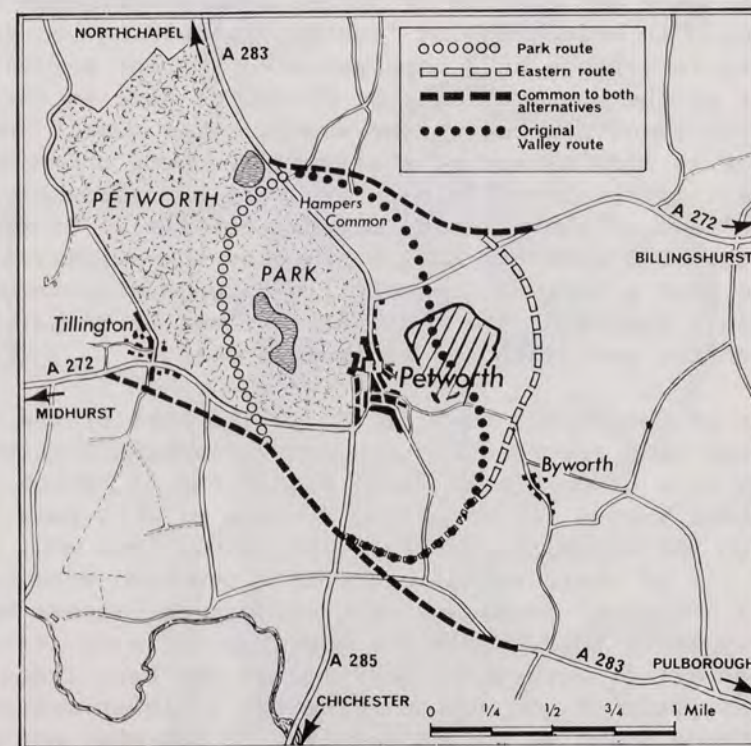 NORTHCHAPEL
A 283
Park route
Eastern route
Common to both
alternatives
Original
Valley route
PETWORTH
Hampers
Common
A 272
BILLINGSHURST
PARK
Tillington
A 272
Petworth
MIDHURST
Byworth
A 285
A 283
PULBOROUGH
CHICHESTER
0 1/4 1/2 3/4 1 Mile